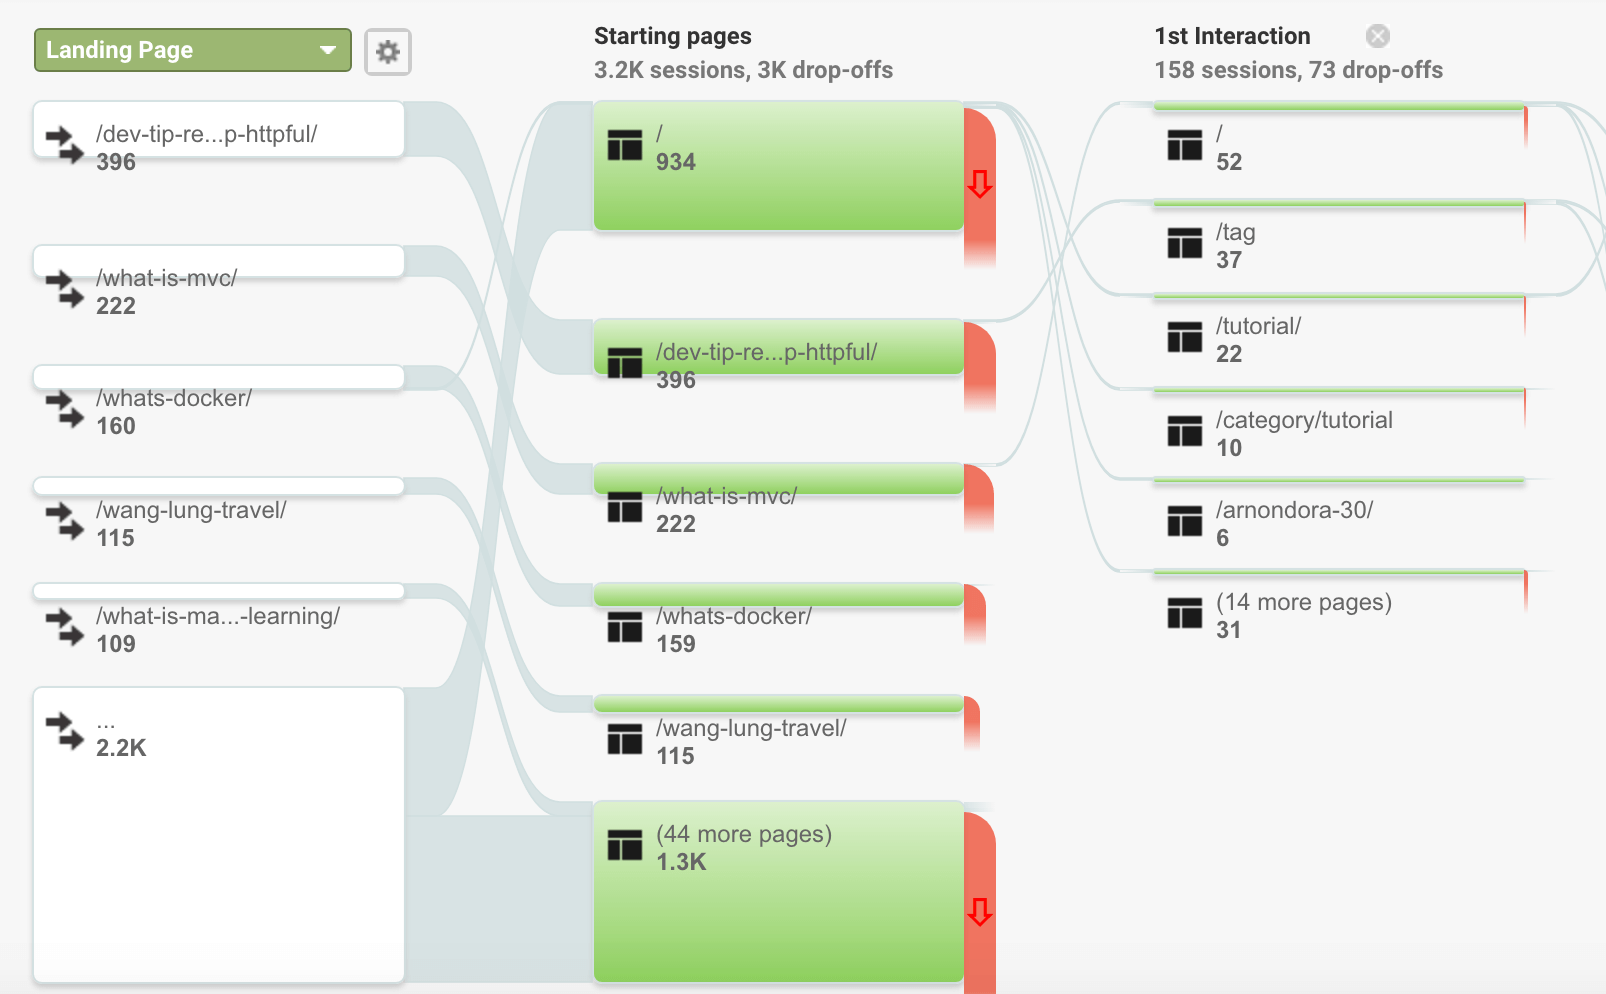 Landing Page
/dev-tip-re...p-httpful/
396
/what-is-mvc/
222
/whats-docker/
160
/wang-lung-travel/
115
/what-is-ma...-learning/
109
...
2.2K
Starting pages
3.2K sessions, 3K drop-offs
/
934
/dev-tip-re...p-httpful/
396
/what-is-mvc/
222
/whats-docker/
159
/wang-lung-travel/
115
(44 more pages)
1.3K
1st Interaction
158 sessions, 73 drop-offs
/
52
/tag
37
/tutorial/
22
/category/tutorial
10
/arnondora-30/
6
(14 more pages)
31